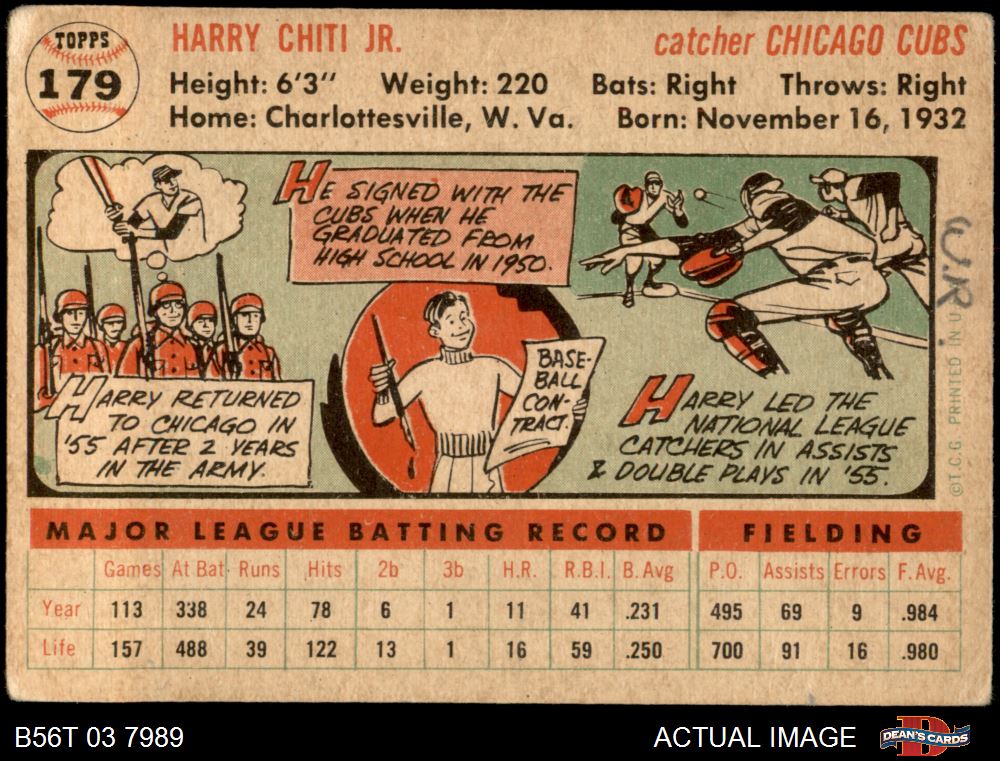 TOPPS
179
HARRY CHITI JR.
catcher CHICAGO CUBS
Height: 6'3" Weight: 220 Bats: Right Throws: Right
Home: Charlottesville, W. Va. Born: November 16, 1932
HE SIGNED WITH THE
CUBS WHEN HE
GRADUATED FROM
HIGH SCHOOL IN 1950.
BASE-
BALL
CON-
TRACT.
HARRY RETURNED
TO CHICAGO IN
'55 AFTER 2 YEARS
IN THE ARMY.
HARRY LED THE
NATIONAL LEAGUE
CATCHERS IN ASSISTS
& DOUBLE PLAYS IN '55.
W.R.
©T.C.G. PRINTED IN U.
MAJOR LEAGUE BATTING RECORD FIELDING
Games At Bat Runs Hits 2b 3b H.R. R.B.I. B. Avg P.O. Assists Errors F. Avg.
Year 113 338 24 78 6 1 11 41 .231 495 69 9 .984
Life 157 488 39 122 13 1 16 59 .250 700 91 16 .980
B56T 03 7989
ACTUAL IMAGE
DEAN'S CARDS